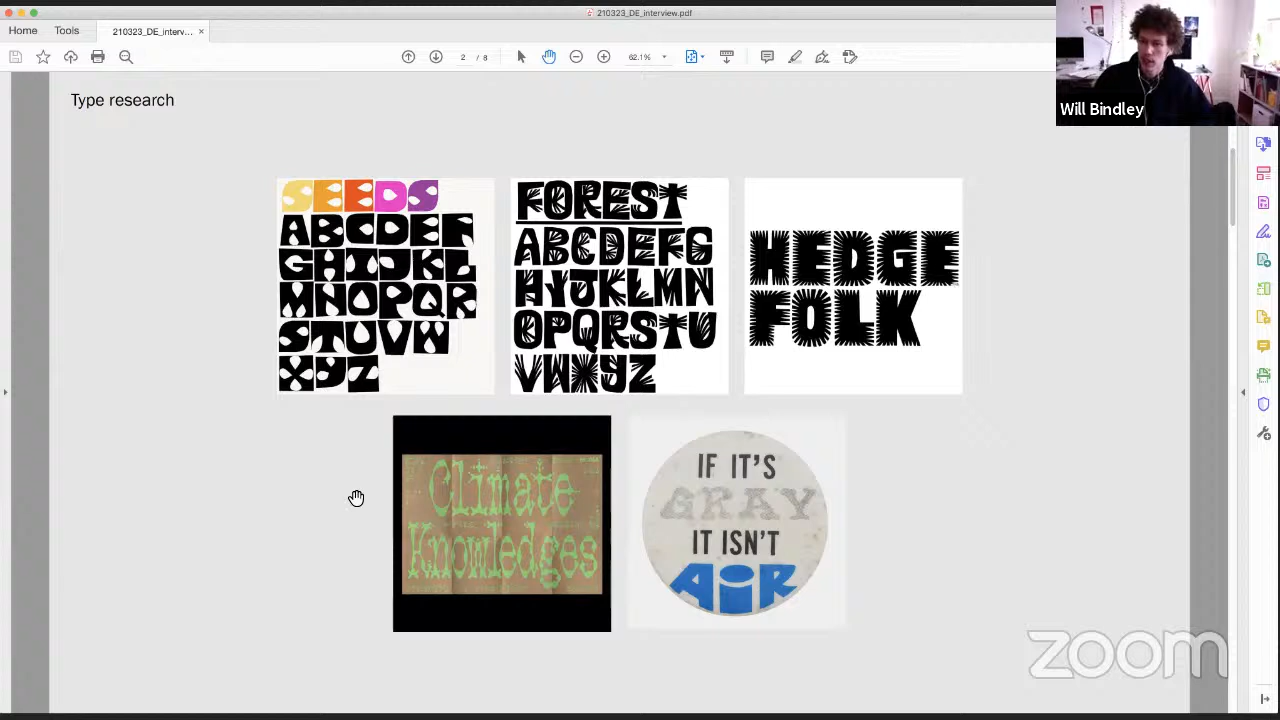 210323_DE_interview.pdf
Home
Tools
210323_DE_interv...
2 / 8
62.1%
Will Bindley
Type research
SEEDS
ABCDEF
GHIJKL
MNOPQR
STUVW
XYZ
FOREST
ABCDEFG
HYJKLMN
OPQRSTU
VWXYZ
HEDGE
FOLK
Climate
Knowledges
IF IT'S
GRAY
IT ISN'T
AIR
zoom